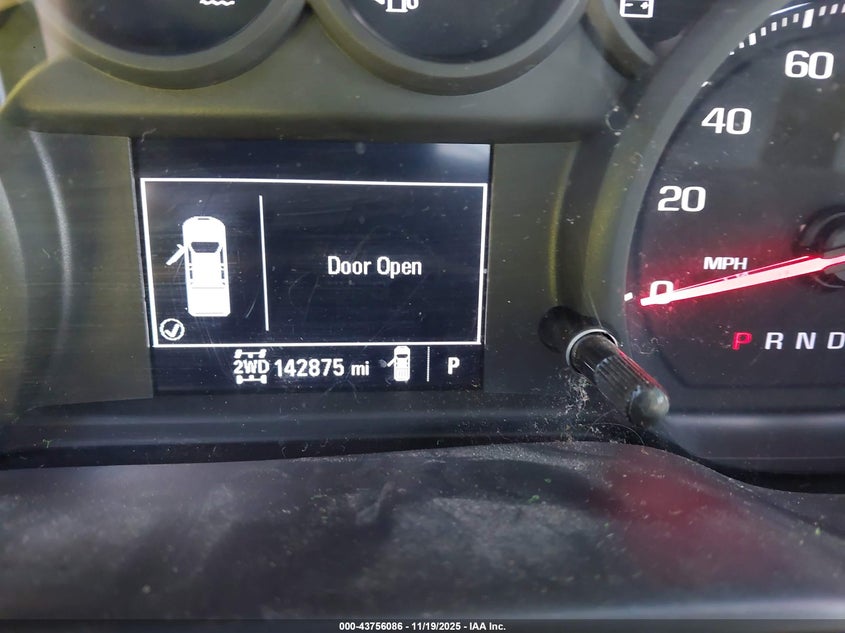 60
40
20
Door Open
MPH
0
P R N D
2WD 142875 mi P
000-43756086 - 11/19/2025 - IAA Inc.